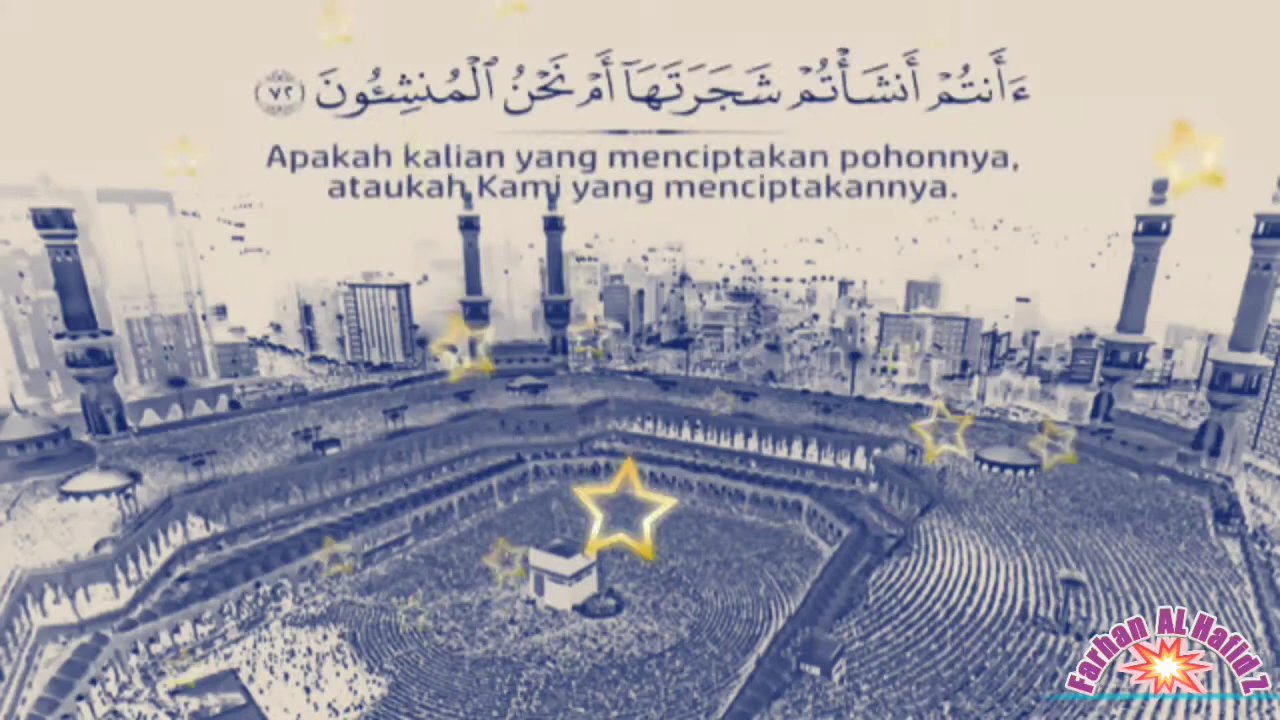 ءَأَنتُمْ أَنشَأْتُمْ شَجَرَتَهَآ أَمْ نَحْنُ ٱلْمُنشِـُٔونَ ٧٢
Apakah kalian yang menciptakan pohonnya,
ataukah Kami yang menciptakannya.
Farhan AL Hafidz